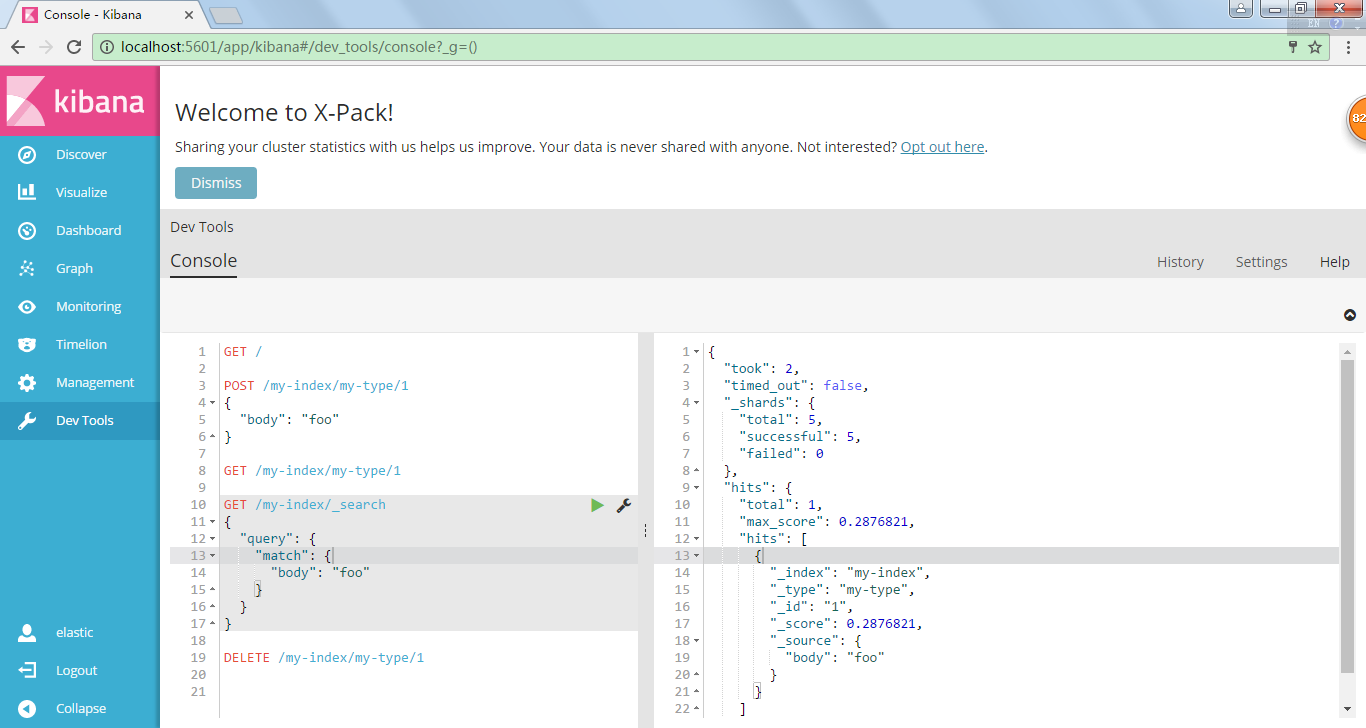 Console - Kibana
EN
localhost:5601/app/kibana#/dev_tools/console?_g=()
kibana
Discover
Visualize
Dashboard
Graph
Monitoring
Timelion
Management
Dev Tools
elastic
Logout
Collapse
Welcome to X-Pack!
Sharing your cluster statistics with us helps us improve. Your data is never shared with anyone. Not interested? Opt out here.
Dismiss
82
Dev Tools
Console
History Settings Help
1 GET /
2
3 POST /my-index/my-type/1
4 {
5 "body": "foo"
6 }
7
8 GET /my-index/my-type/1
9
10 GET /my-index/_search
11 {
12 "query": {
13 "match": {
14 "body": "foo"
15 }
16 }
17 }
18
19 DELETE /my-index/my-type/1
20
21
1 {
2 "took": 2,
3 "timed_out": false,
4 "_shards": {
5 "total": 5,
6 "successful": 5,
7 "failed": 0
8 },
9 "hits": {
10 "total": 1,
11 "max_score": 0.2876821,
12 "hits": [
13 {
14 "_index": "my-index",
15 "_type": "my-type",
16 "_id": "1",
17 "_score": 0.2876821,
18 "_source": {
19 "body": "foo"
20 }
21 }
22 ]